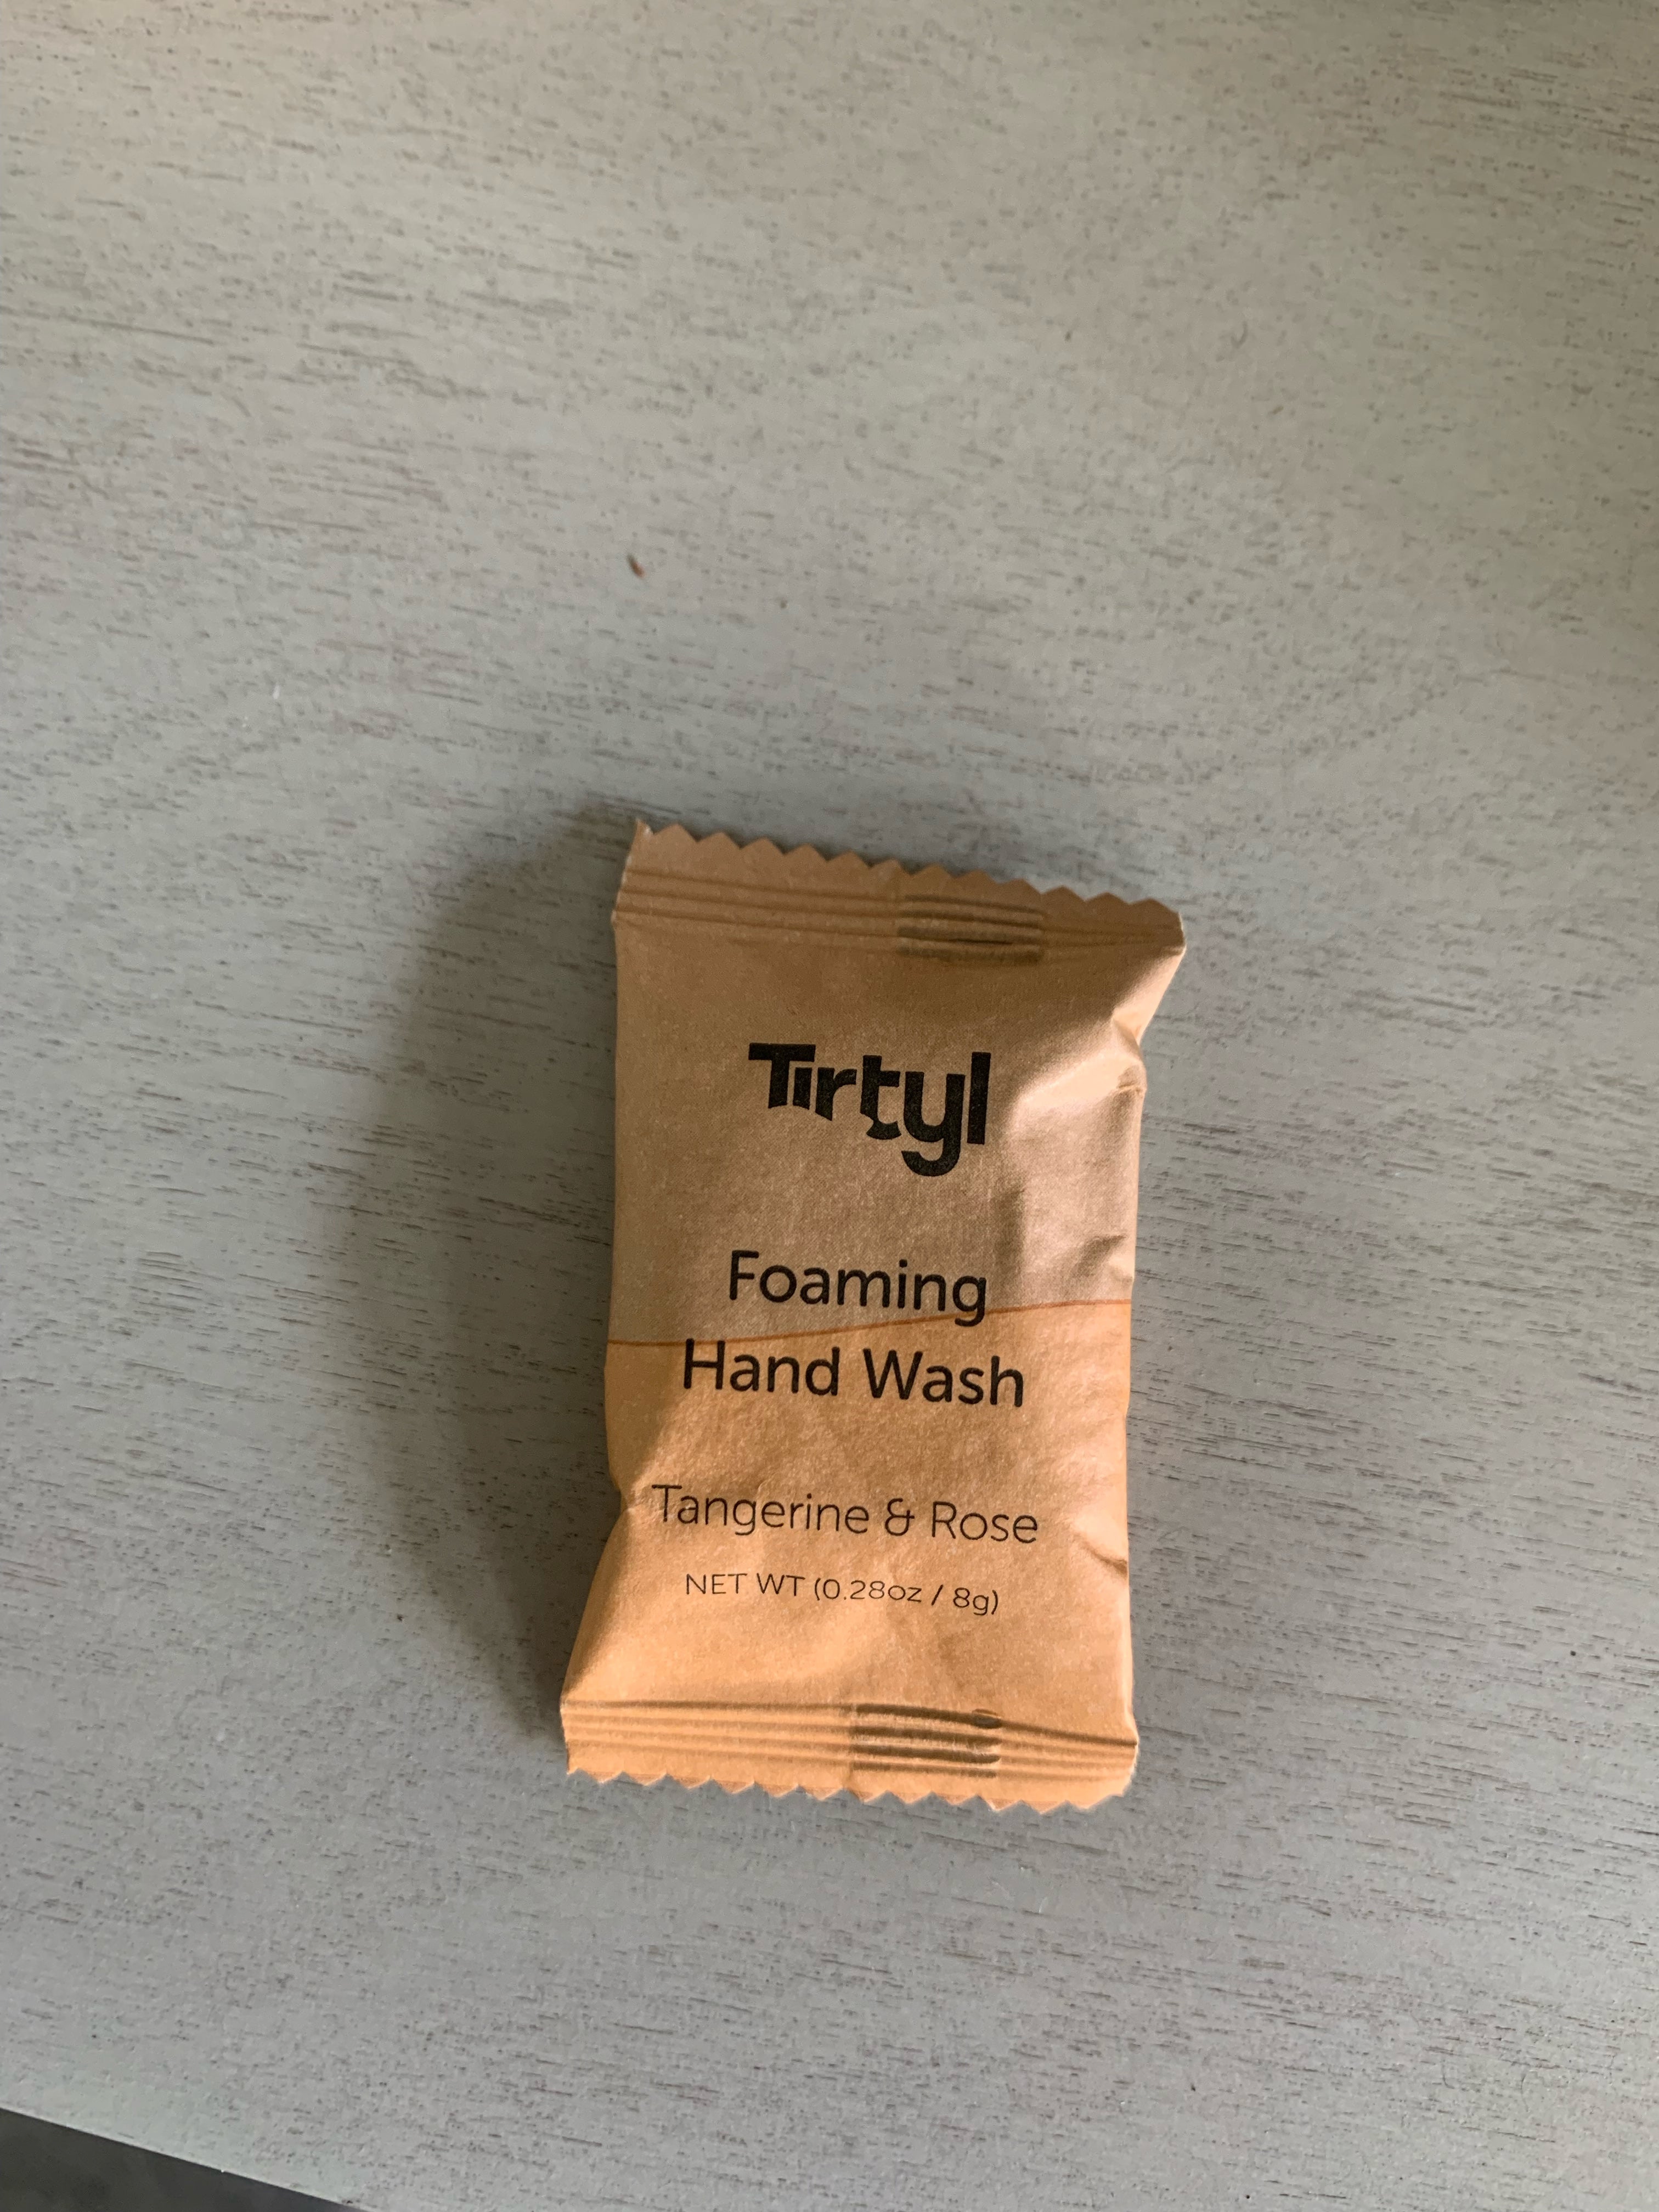 Tirtyl
Foaming
Hand Wash
Tangerine & Rose
NET WT (0.28oz / 8g)